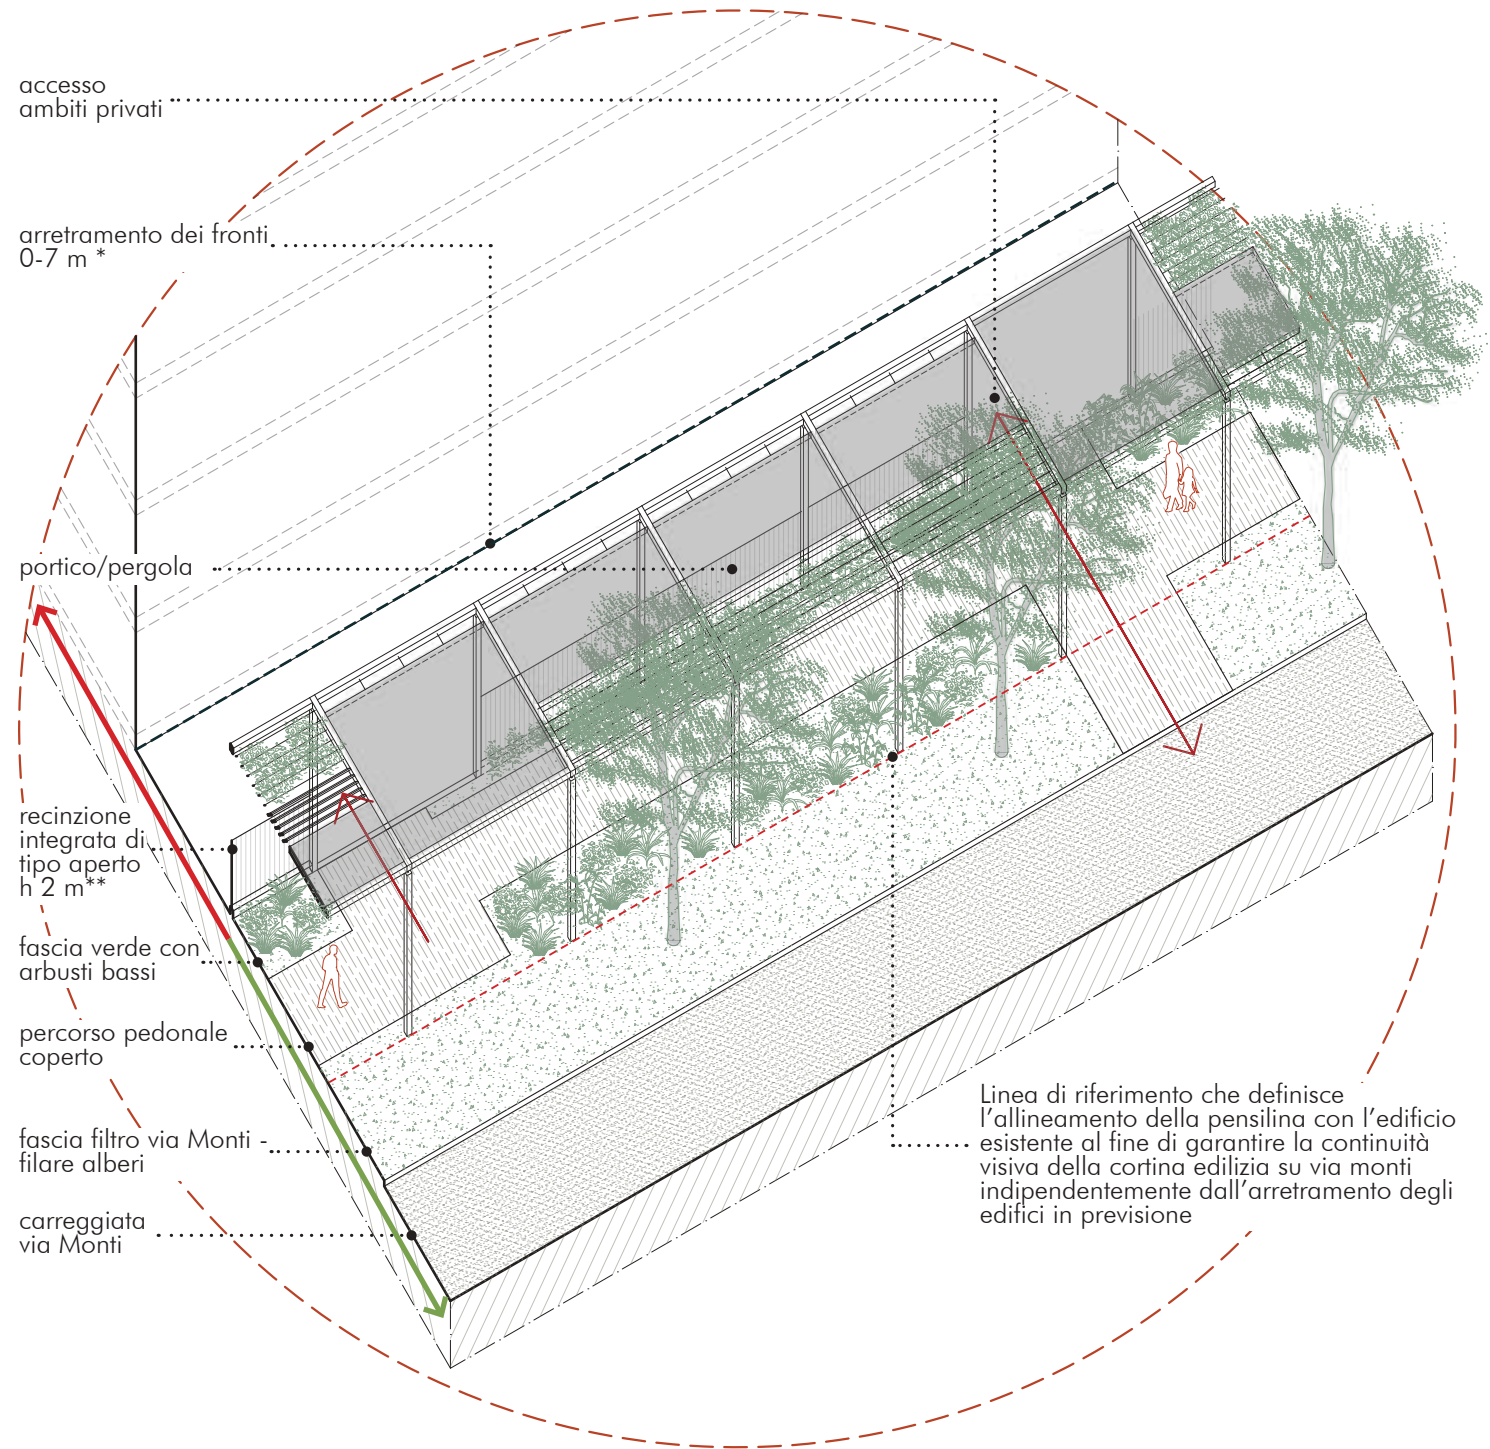 accesso
ambiti privati
arretramento dei fronti
0-7 m *
portico/pergola
recinzione
integrata di
tipo aperto
h 2 m**
fascia verde con
arbusti bassi
percorso pedonale
coperto
fascia filtro via Monti -
filare alberi
carreggiata
via Monti
Linea di riferimento che definisce
l'allineamento della pensilina con l'edificio
esistente al fine di garantire la continuità
visiva della cortina edilizia su via monti
indipendentemente dall'arretramento degli
edifici in previsione